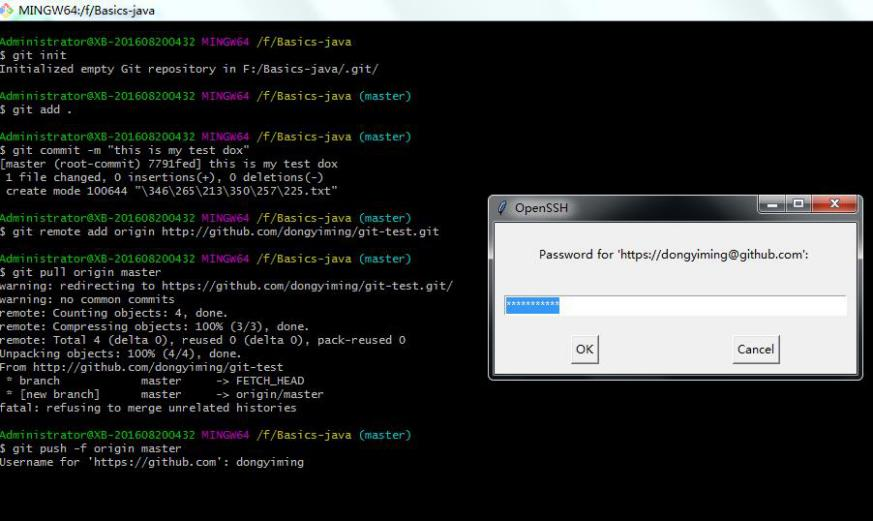 MINGW64:/f/Basics-java
Administrator@XB-201608200432 MINGW64 /f/Basics-java
$ git init
Initialized empty Git repository in F:/Basics-java/.git/
Administrator@XB-201608200432 MINGW64 /f/Basics-java (master)
$ git add .
Administrator@XB-201608200432 MINGW64 /f/Basics-java (master)
$ git commit -m "this is my test dox"
[master (root-commit) 7791fed] this is my test dox
1 file changed, 0 insertions(+), 0 deletions(-)
create mode 100644 "\346\265\213\350\257\225.txt"
Administrator@XB-201608200432 MINGW64 /f/Basics-java (master)
$ git remote add origin http://github.com/dongyiming/git-test.git
Administrator@XB-201608200432 MINGW64 /f/Basics-java (master)
$ git pull origin master
warning: redirecting to https://github.com/dongyiming/git-test.git/
warning: no common commits
remote: Counting objects: 4, done.
remote: Compressing objects: 100% (3/3), done.
remote: Total 4 (delta 0), reused 0 (delta 0), pack-reused 0
Unpacking objects: 100% (4/4), done.
From http://github.com/dongyiming/git-test
* branch master -> FETCH_HEAD
* [new branch] master -> origin/master
fatal: refusing to merge unrelated histories
Administrator@XB-201608200432 MINGW64 /f/Basics-java (master)
$ git push -f origin master
Username for 'https://github.com': dongyiming
OpenSSH
Password for 'https://dongyiming@github.com':
***********
OK Cancel